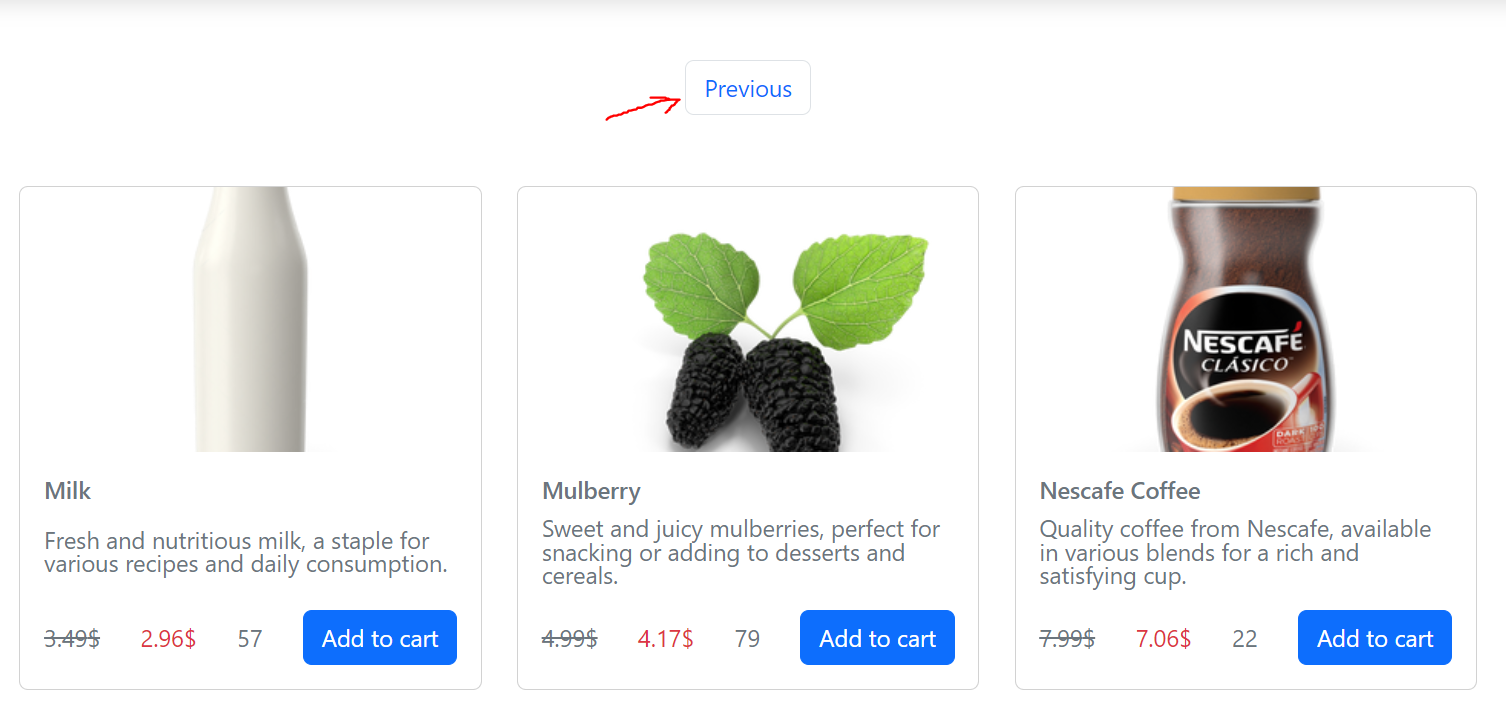 Previous
NESCAFÉ
CLÁSICO
DARK
ROAST
Milk
Fresh and nutritious milk, a staple for
various recipes and daily consumption.
3.49$ 2.96$ 57 Add to cart
Mulberry
Sweet and juicy mulberries, perfect for
snacking or adding to desserts and
cereals.
4.99$ 4.17$ 79 Add to cart
Nescafe Coffee
Quality coffee from Nescafe, available
in various blends for a rich and
satisfying cup.
7.99$ 7.06$ 22 Add to cart